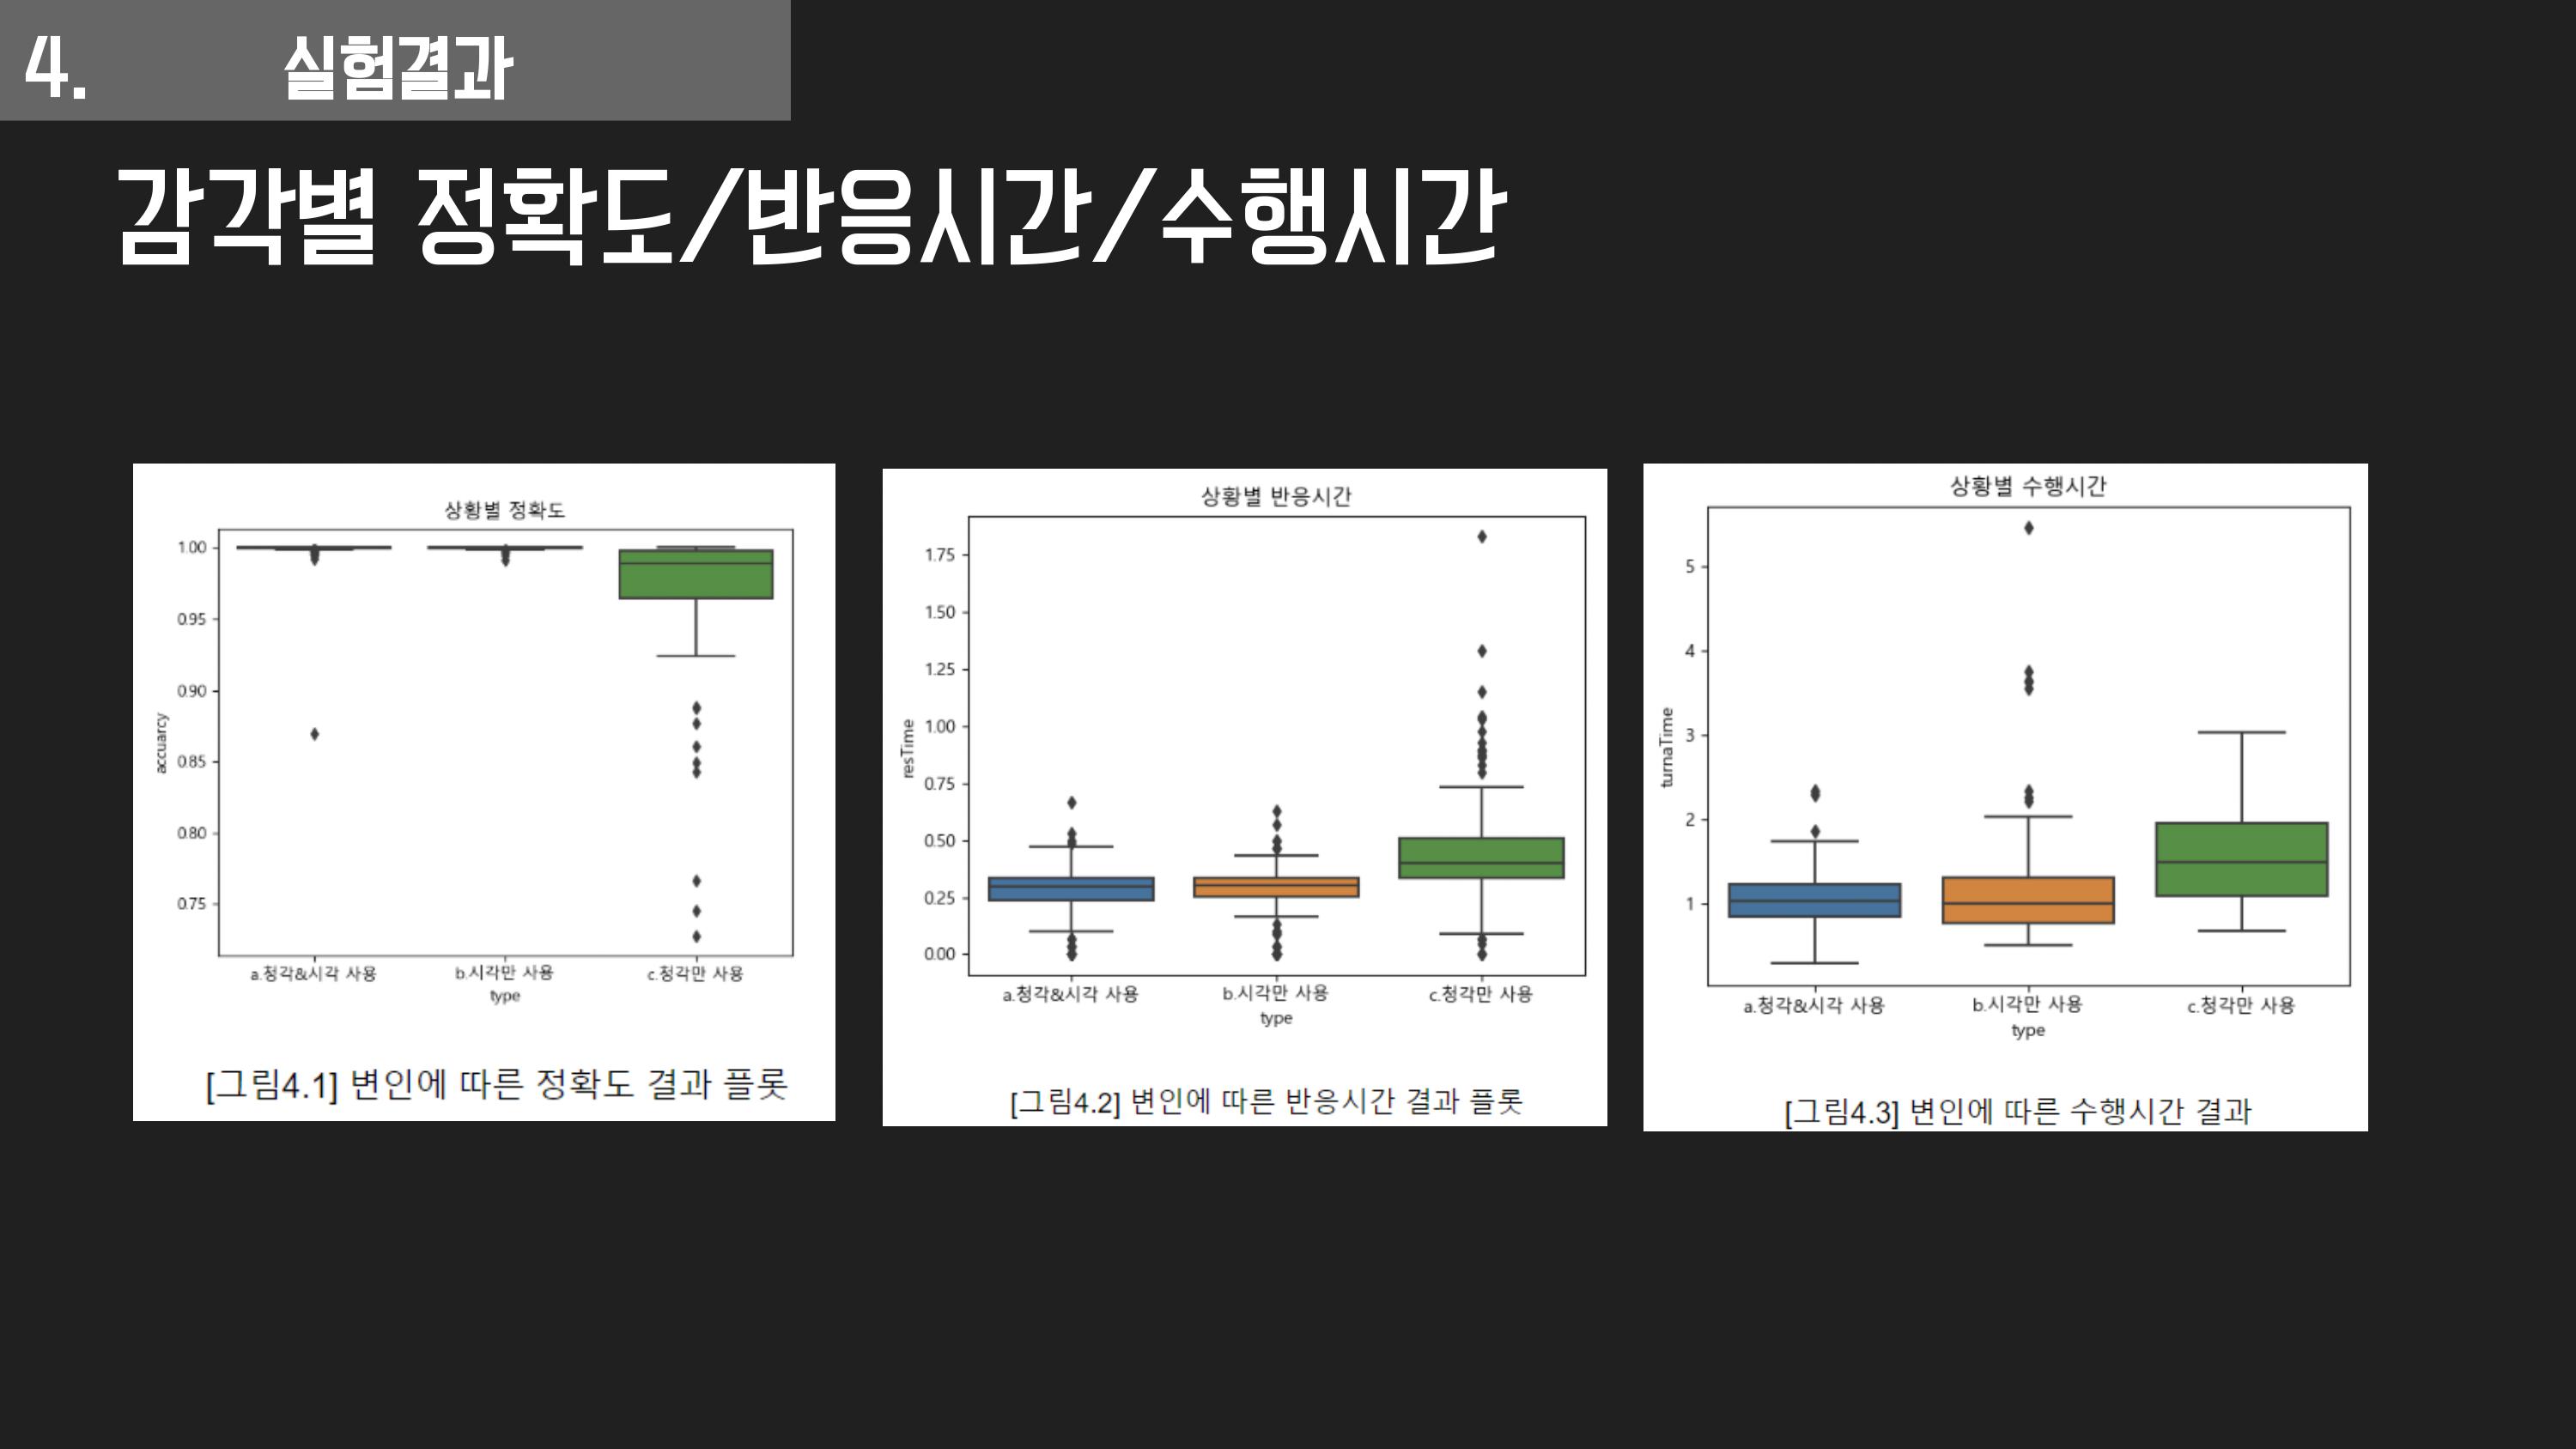 4. 실험결과
감각별 정확도/반응시간/수행시간
상황별 정확도
1.00
0.95
0.90
0.85
0.80
0.75
accuarcy
a.청각&시각 사용 b.시각만 사용 c.청각만 사용
type
[그림4.1] 변인에 따른 정확도 결과 플롯
상황별 반응시간
1.75
1.50
1.25
1.00
0.75
0.50
0.25
0.00
resTime
a.청각&시각 사용 b.시각만 사용 c.청각만 사용
type
[그림4.2] 변인에 따른 반응시간 결과 플롯
상황별 수행시간
5
4
3
2
1
turnaTime
a.청각&시각 사용 b.시각만 사용 c.청각만 사용
type
[그림4.3] 변인에 따른 수행시간 결과